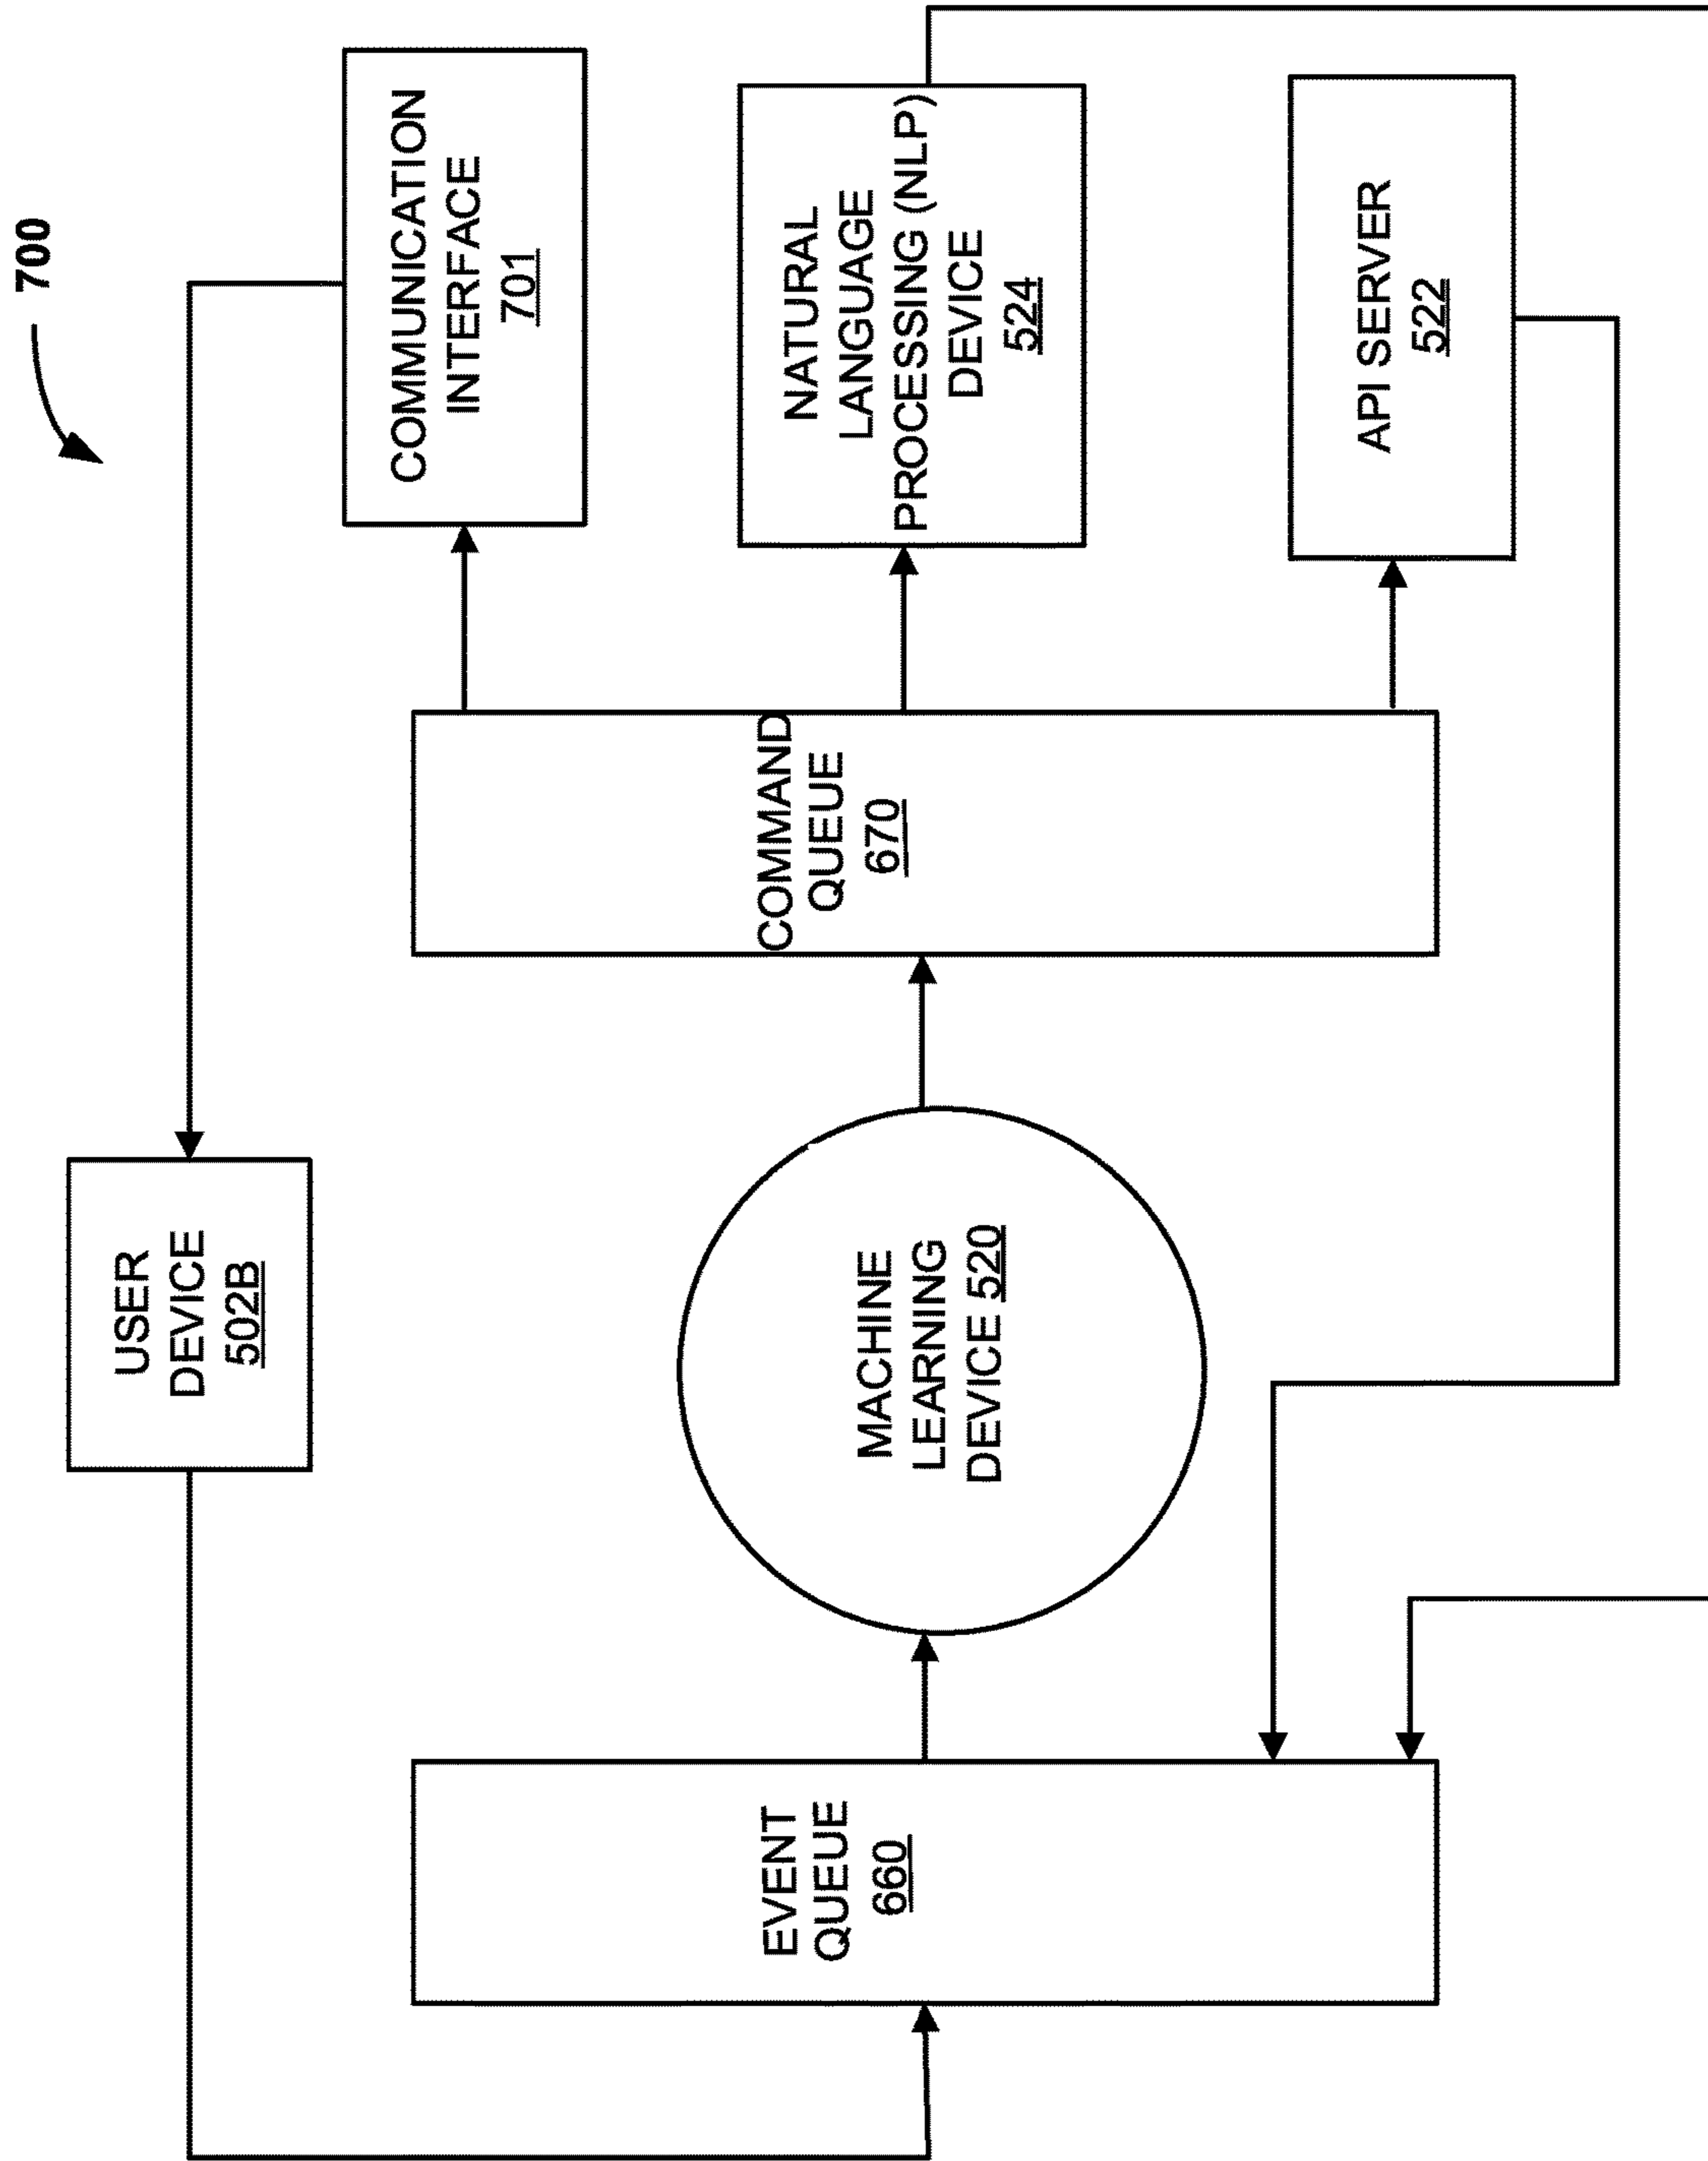 700
USER
DEVICE
502B
COMMUNICATION
INTERFACE
701
EVENT
QUEUE
660
MACHINE
LEARNING
DEVICE 520
COMMAND
QUEUE
670
NATURAL
LANGUAGE
PROCESSING (NLP)
DEVICE
524
API SERVER
522